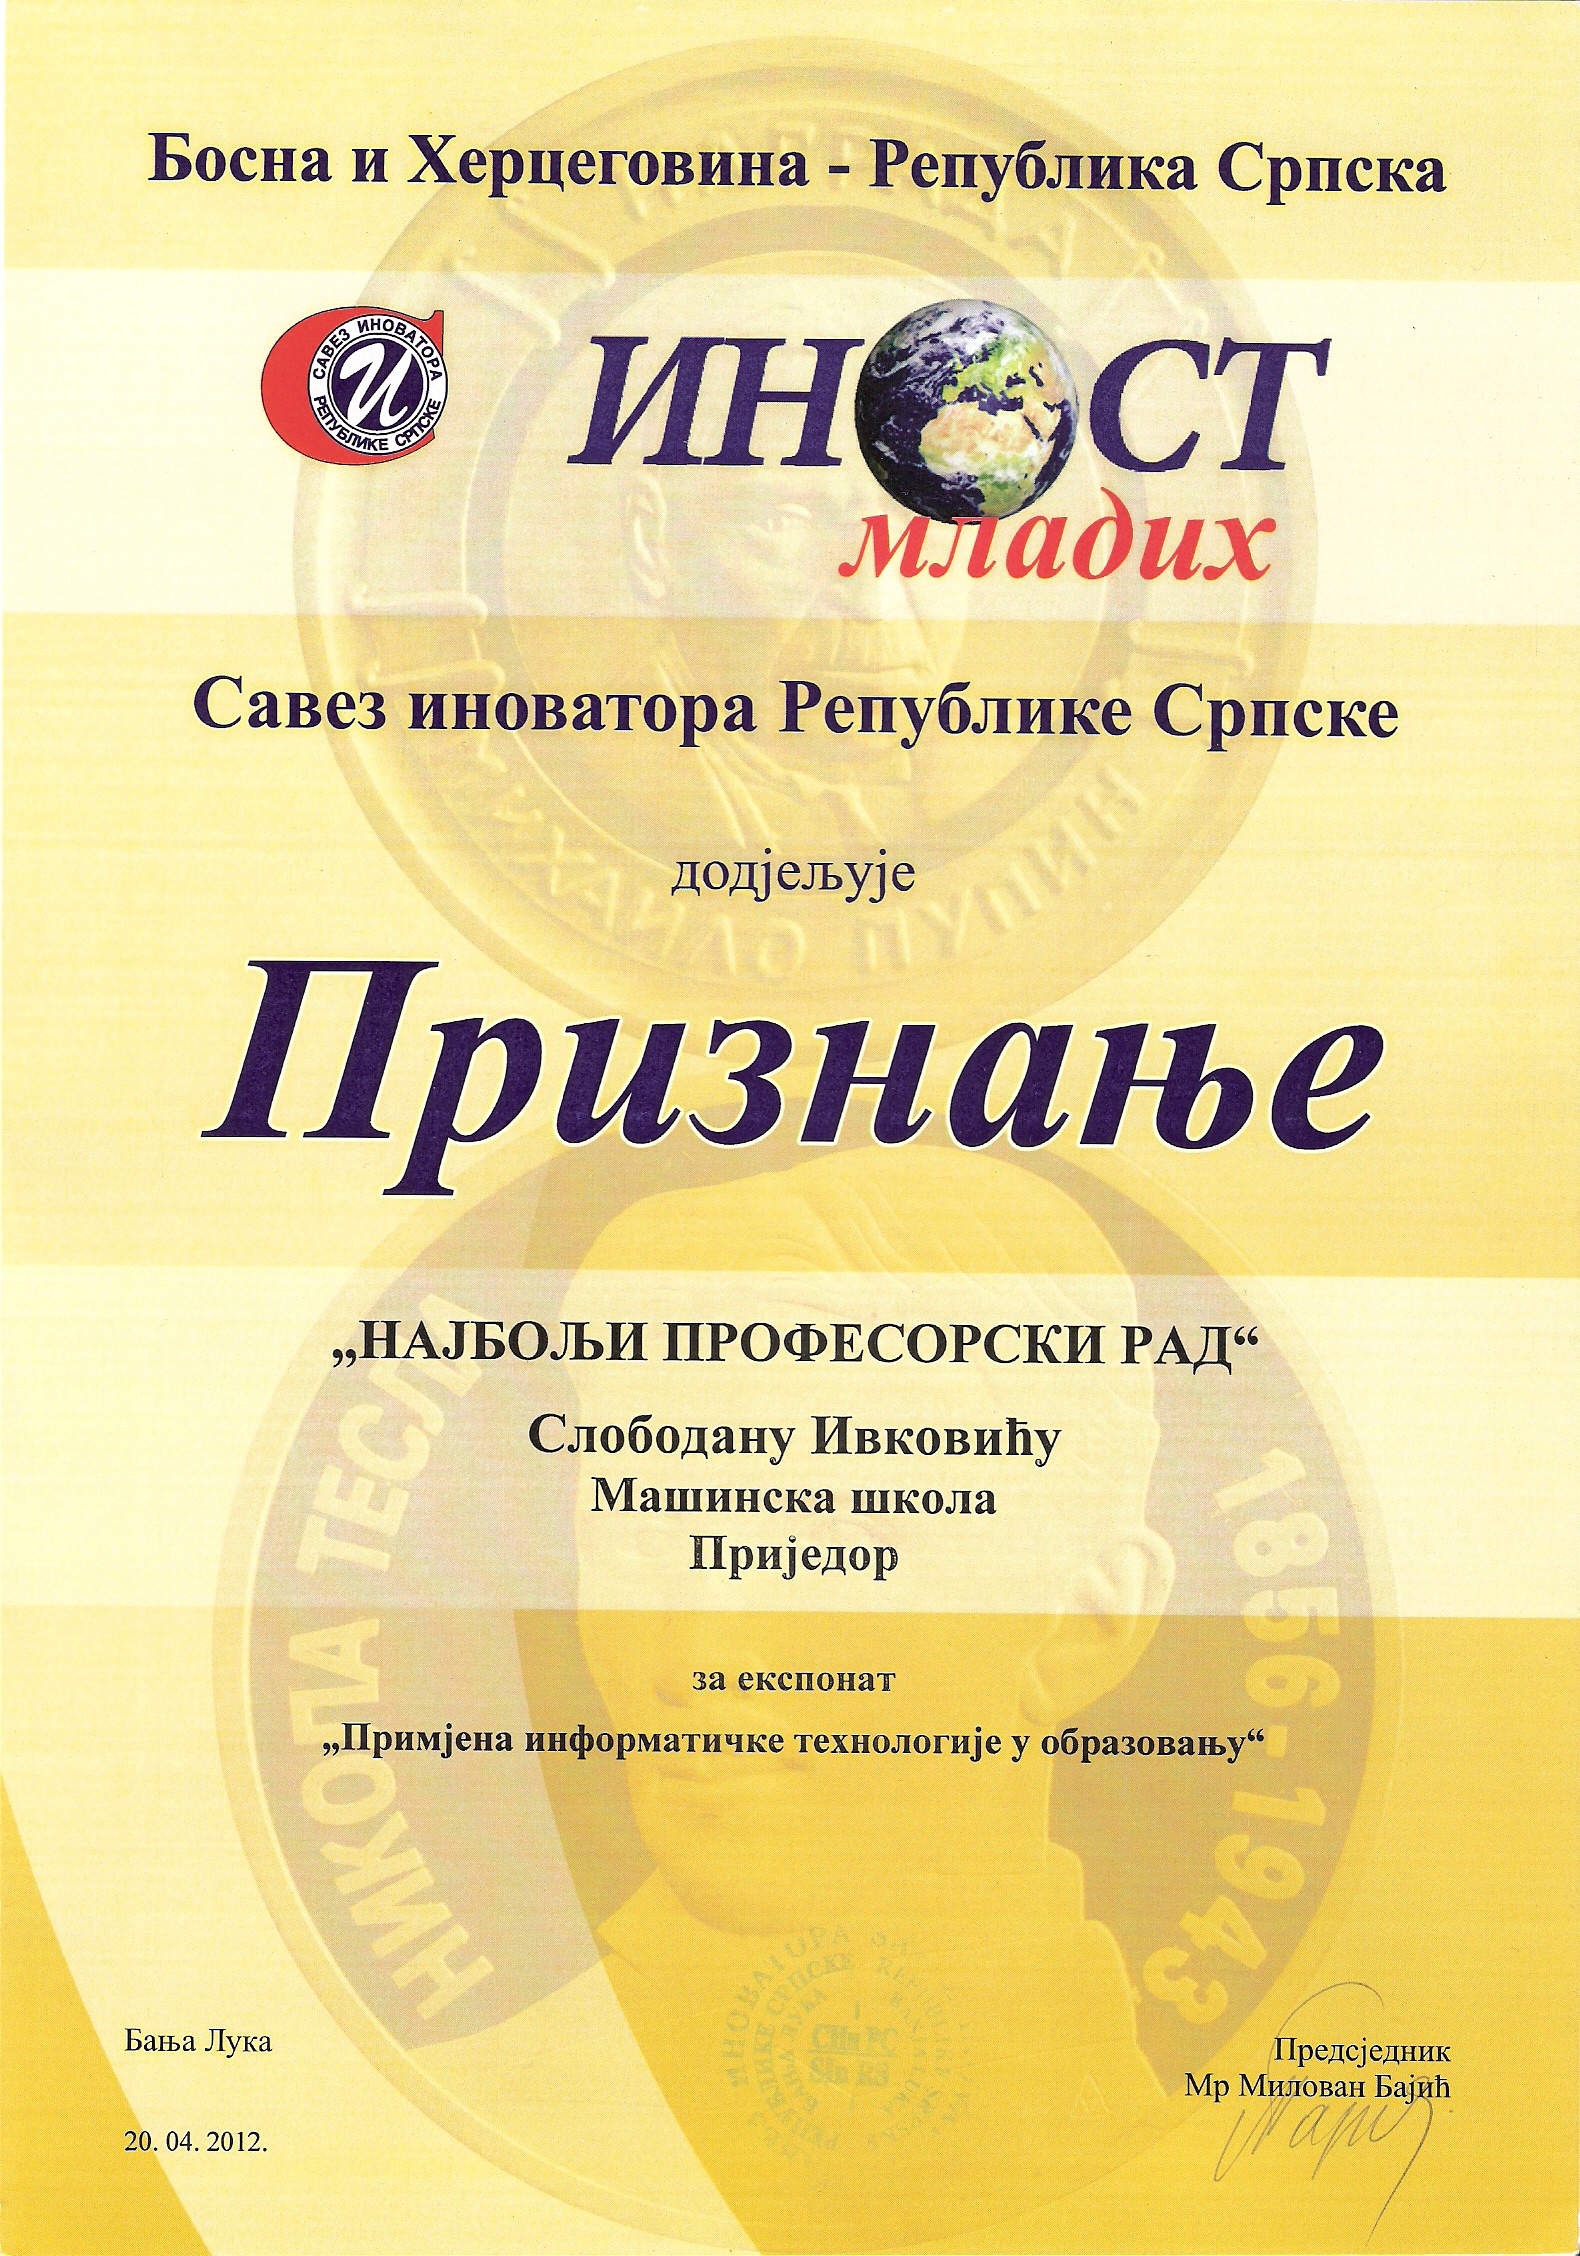 Босна и Херцеговина - Република Српска
САВЕЗ ИНОВАТОРА
РЕПУБЛИКЕ СРПСКЕ
И
ИНОСТ
младих
Савез иноватора Републике Српске
додјељује
Признање
„НАЈБОЉИ ПРОФЕСОРСКИ РАД“
Слободану Ивковићу
Машинска школа
Приједор
за експонат
„Примјена информатичке технологије у образовању“
НИКОЛА ТЕСЛА
1856-1943
МИХАЈЛО ПУПИН
Бања Лука
20. 04. 2012.
Предсједник
Мр Милован Бајић